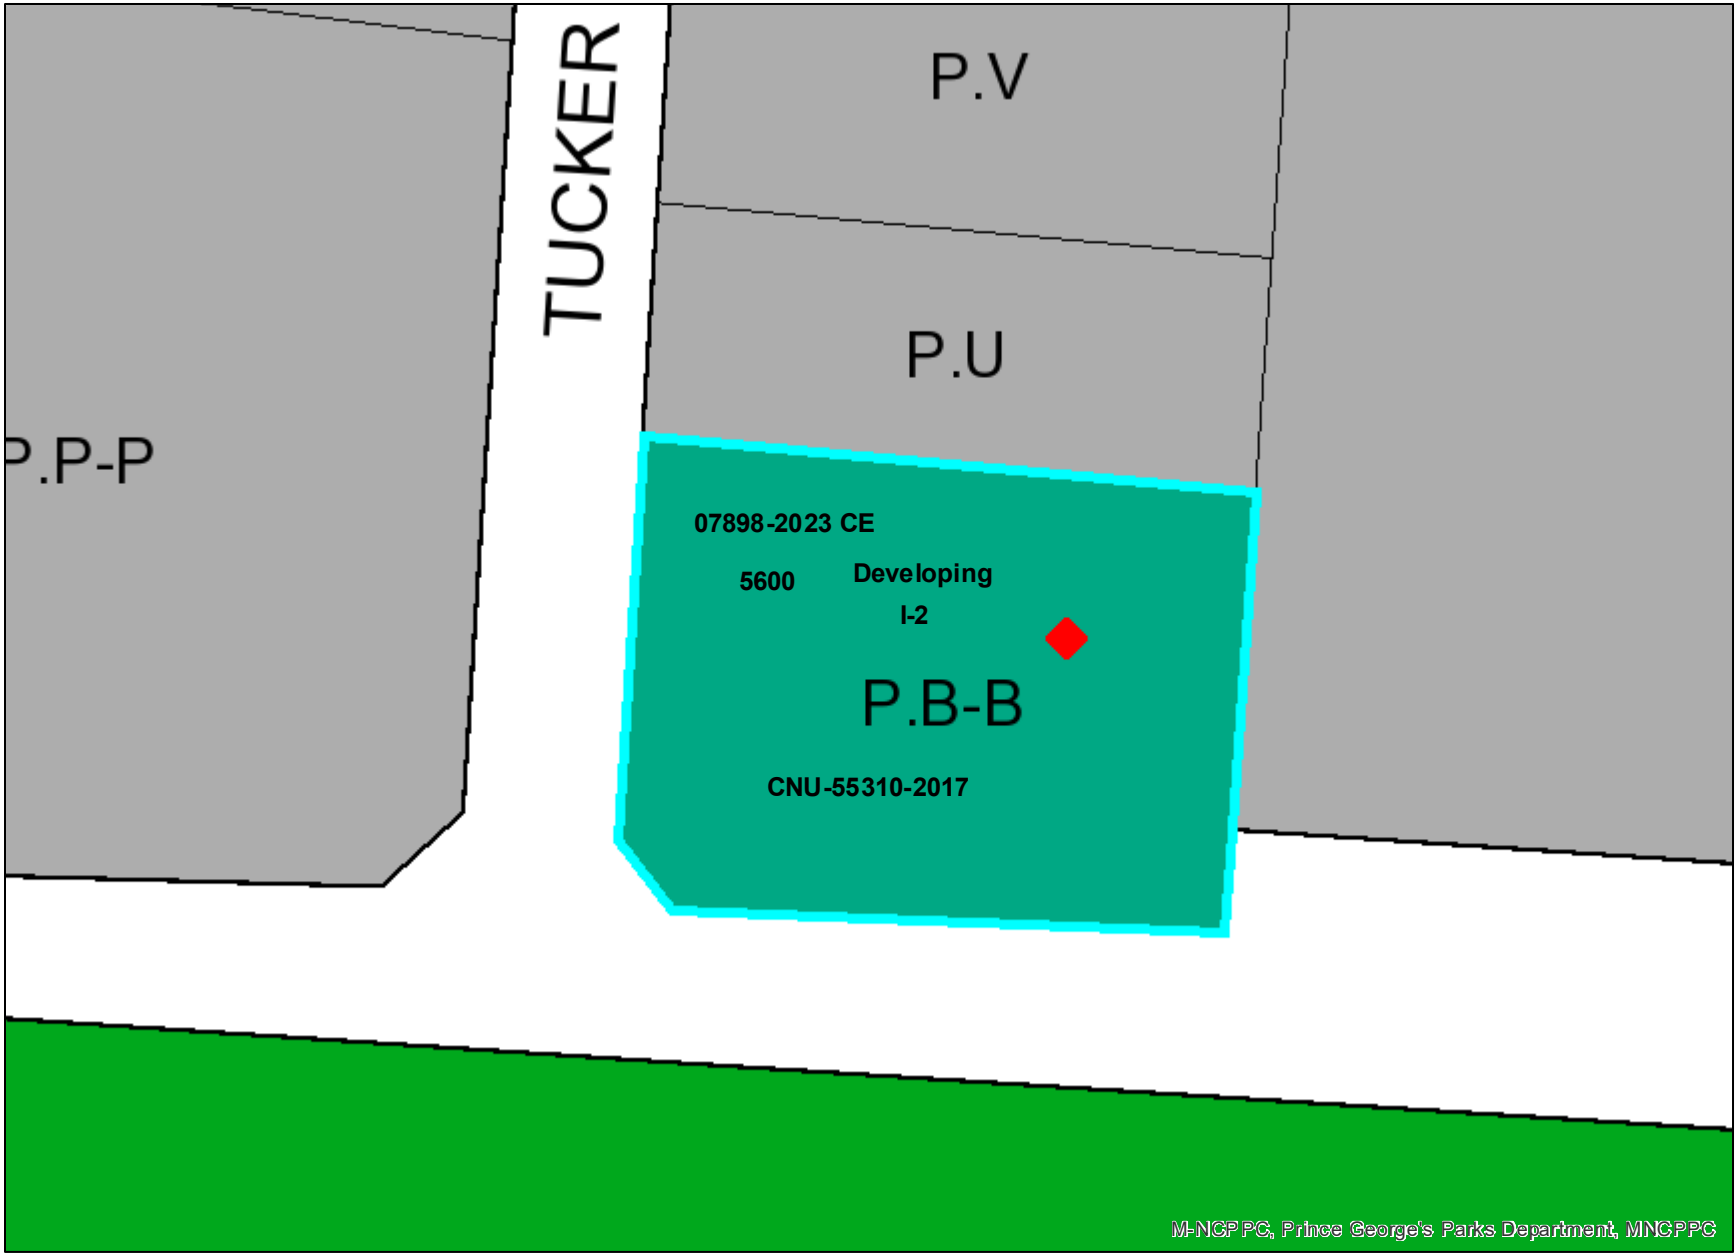 TUCKER
P.V
P.U
P.P-P
07898-2023 CE
5600
Developing
I-2
P.B-B
CNU-55310-2017
M-NCPPC, Prince George's Parks Department, MNCPPC